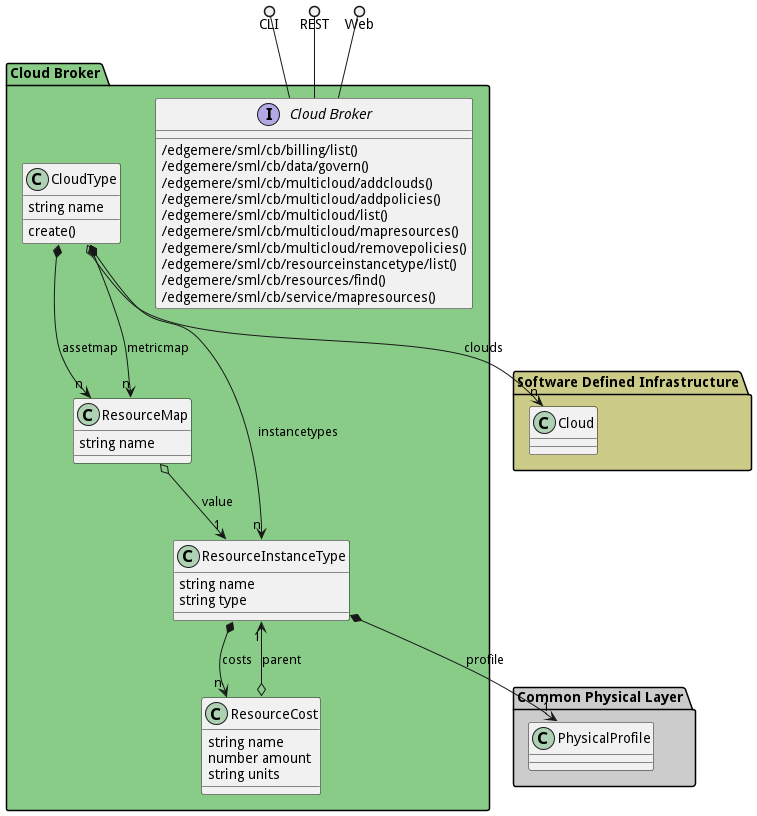 CLI
REST
Web
Cloud Broker
I
Cloud Broker
/edgemere/sml/cb/billing/list()
/edgemere/sml/cb/data/govern()
/edgemere/sml/cb/multicloud/addclouds()
/edgemere/sml/cb/multicloud/addpolicies()
/edgemere/sml/cb/multicloud/list()
/edgemere/sml/cb/multicloud/mapresources()
/edgemere/sml/cb/multicloud/removepolicies()
/edgemere/sml/cb/resourceinstancetype/list()
/edgemere/sml/cb/resources/find()
/edgemere/sml/cb/service/mapresources()
C CloudType
string name
create()
assetmap
metricmap
clouds
n
n
n
Software Defined Infrastructure
C Cloud
C ResourceMap
string name
instancetypes
value
1
n
C ResourceInstanceType
string name
string type
1
costs
parent
profile
n
1
Common Physical Layer
C PhysicalProfile
C ResourceCost
string name
number amount
string units